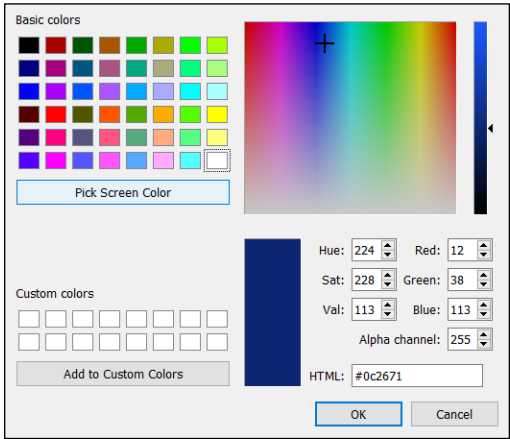 Basic colors
Pick Screen Color
Custom colors
Add to Custom Colors
Hue: 224 Red: 12
Sat: 228 Green: 38
Val: 113 Blue: 113
Alpha channel: 255
HTML: #0c2671
OK Cancel